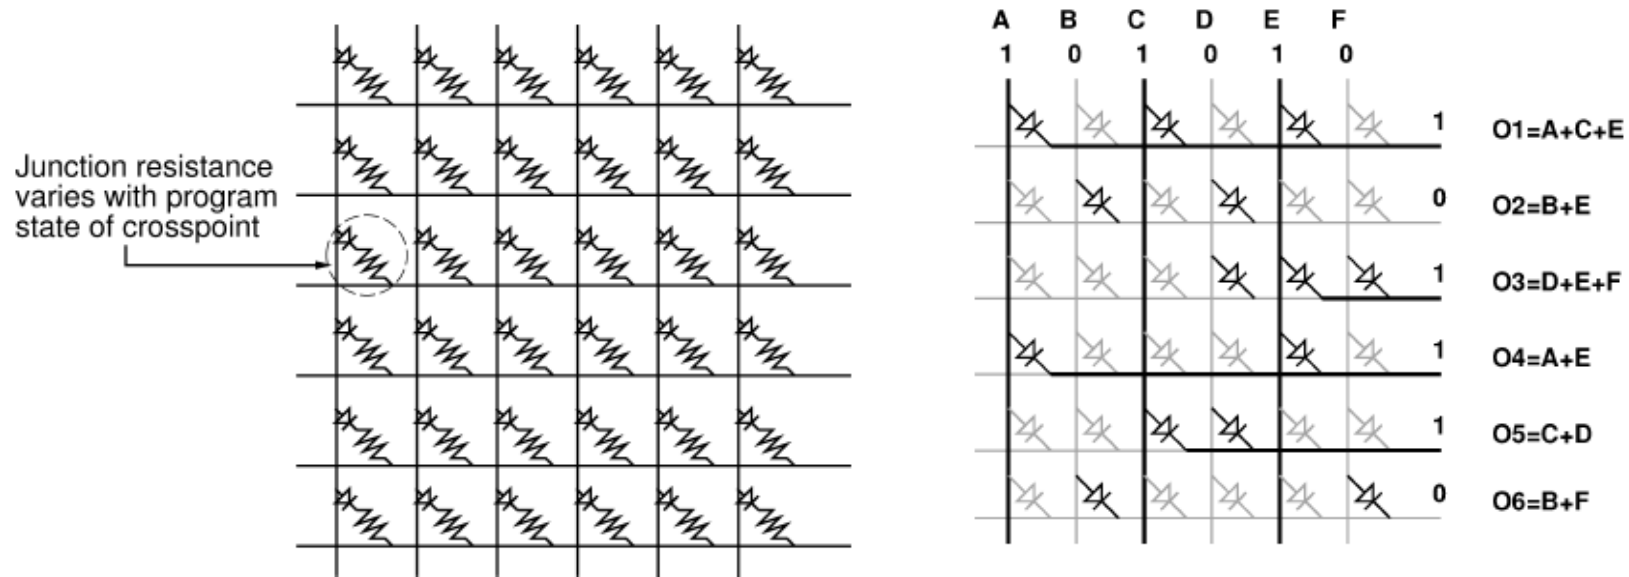 Junction resistance
varies with program
state of crosspoint
A B C D E F
1 0 1 0 1 0
1 O1=A+C+E
0 O2=B+E
1 O3=D+E+F
1 O4=A+E
1 O5=C+D
0 O6=B+F